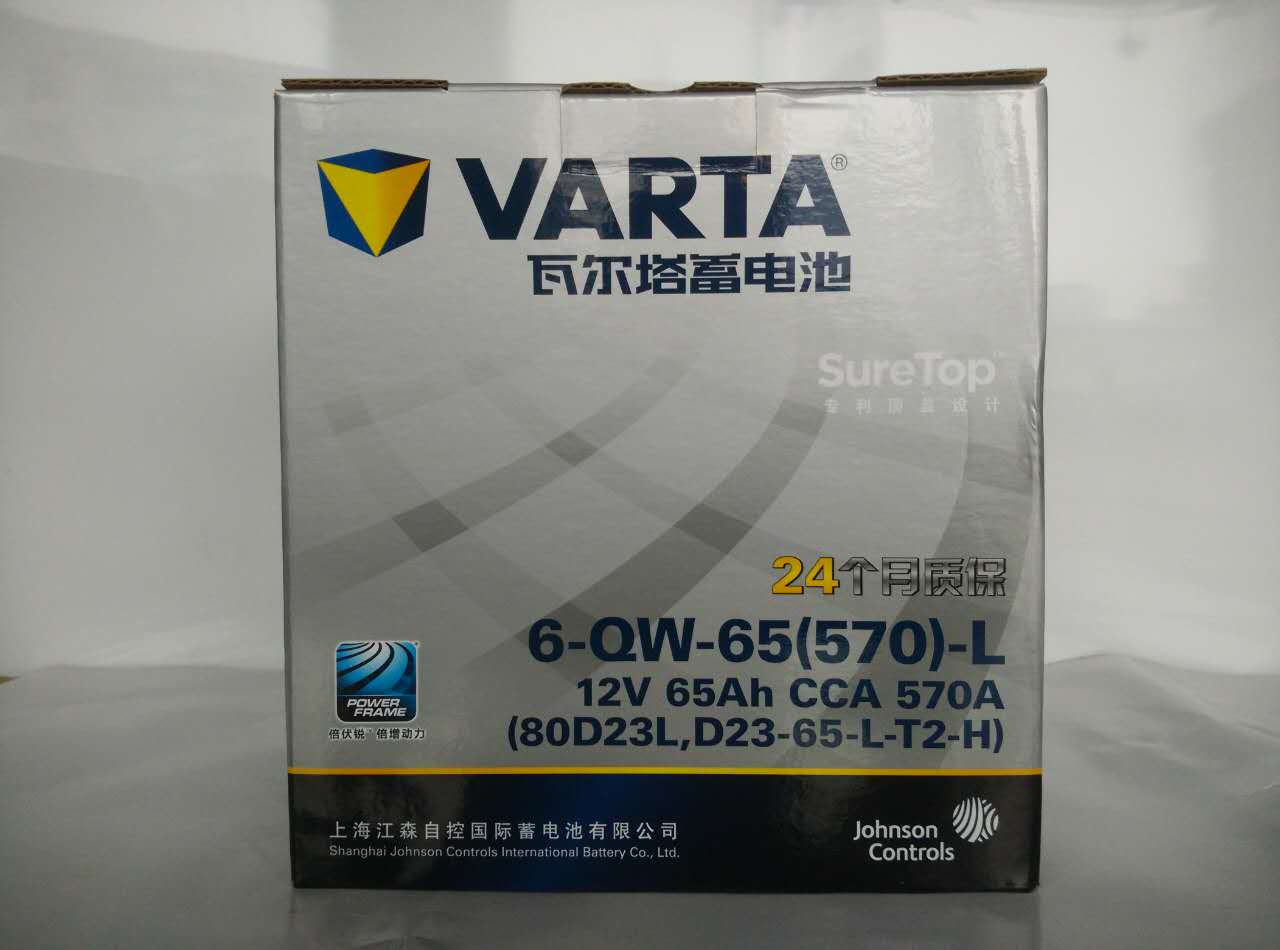 VARTA®
瓦尔塔蓄电池
SureTop™
专利顶盖设计
24个月质保
6-QW-65(570)-L
12V 65Ah CCA 570A
(80D23L,D23-65-L-T2-H)
POWER
FRAME
倍伏锐™ 倍增动力
上海江森自控国际蓄电池有限公司
Shanghai Johnson Controls International Battery Co., Ltd.
Johnson
Controls